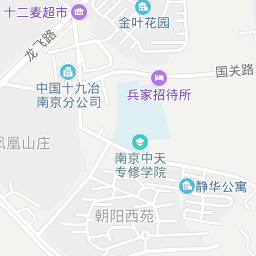 十二麦超市
金叶花园
龙飞路
国关路
中国十九冶
南京分公司
兵家招待所
凤凰山庄
南京中天
专修学院
静华公寓
朝阳西苑